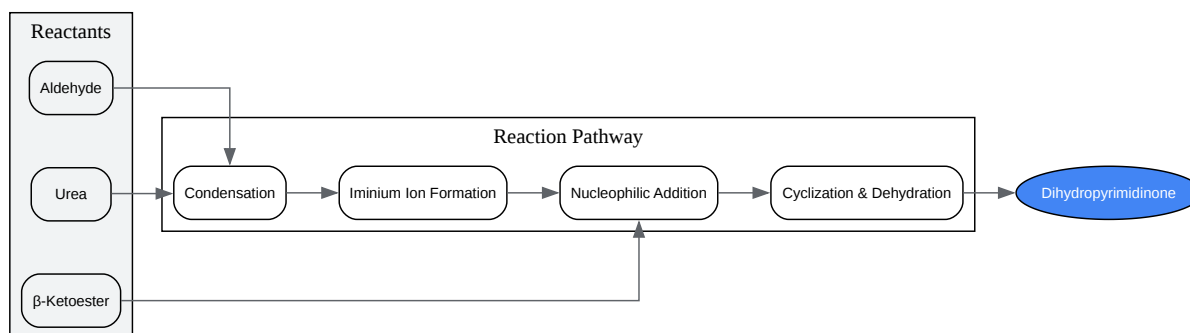 Reactants
Aldehyde
Reaction Pathway
Urea
Condensation
Iminium Ion Formation
Nucleophilic Addition
Cyclization & Dehydration
Dihydropyrimidinone
β-Ketoester